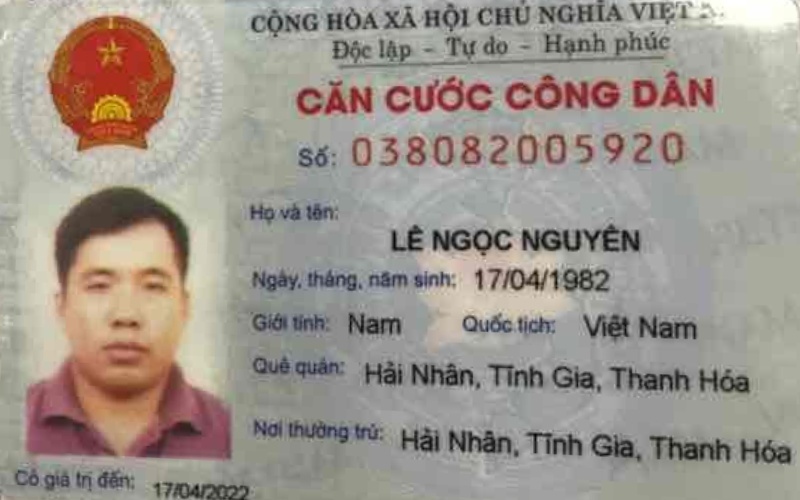 CỘNG HÒA XÃ HỘI CHỦ NGHĨA VIỆT
Độc lập - Tự do - Hạnh phúc
CĂN CƯỚC CÔNG DÂN
Số: 038082005920
Họ và tên:
LÊ NGỌC NGUYÊN
Ngày, tháng, năm sinh: 17/04/1982
Giới tính: Nam Quốc tịch: Việt Nam
Quê quán: Hải Nhân, Tĩnh Gia, Thanh Hóa
Nơi thường trú: Hải Nhân, Tĩnh Gia, Thanh Hóa
Có giá trị đến: 17/04/2022